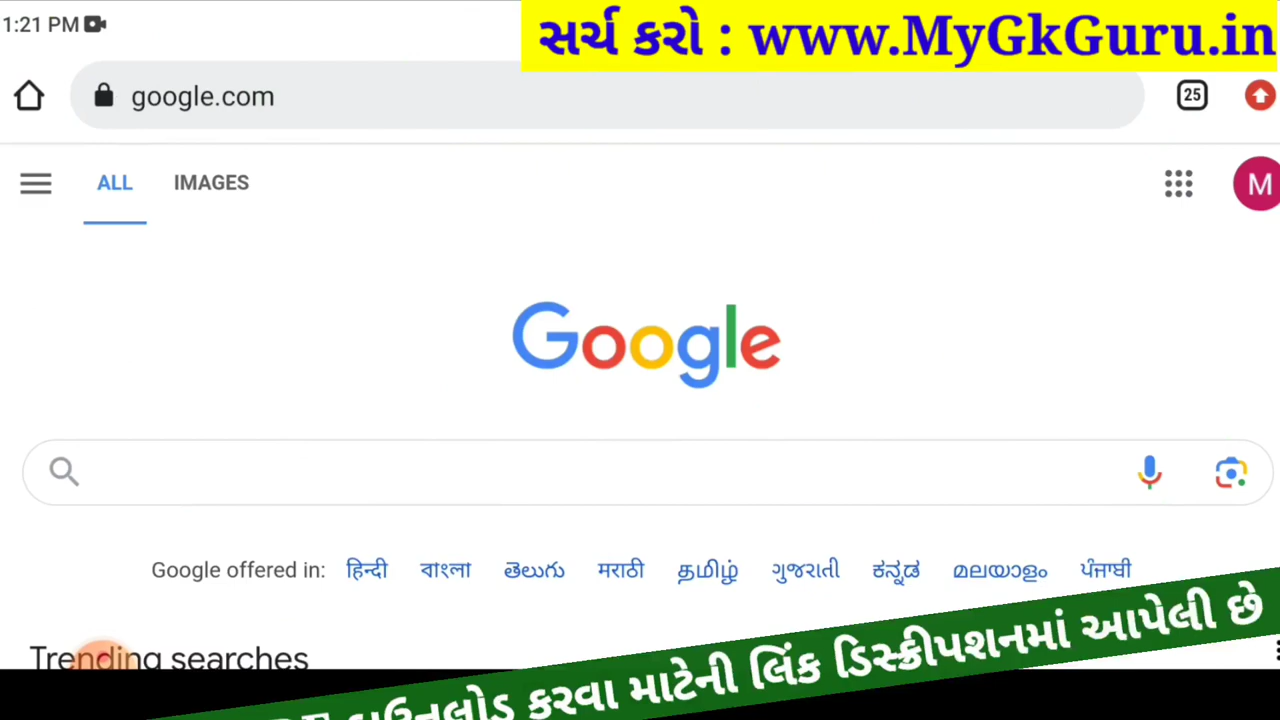 1:21 PM
સર્ચ કરો : www.MyGkGuru.in
google.com
25
ALL IMAGES
M
Google
Google offered in: हिन्दी বাংলা తెలుగు मराठी தமிழ் ગુજરાતી ಕನ್ನಡ മലയാളം ਪੰਜਾਬੀ
Trending searches
કરવા માટેની લિંક ડિસ્ક્રીપશનમાં આપેલી છે